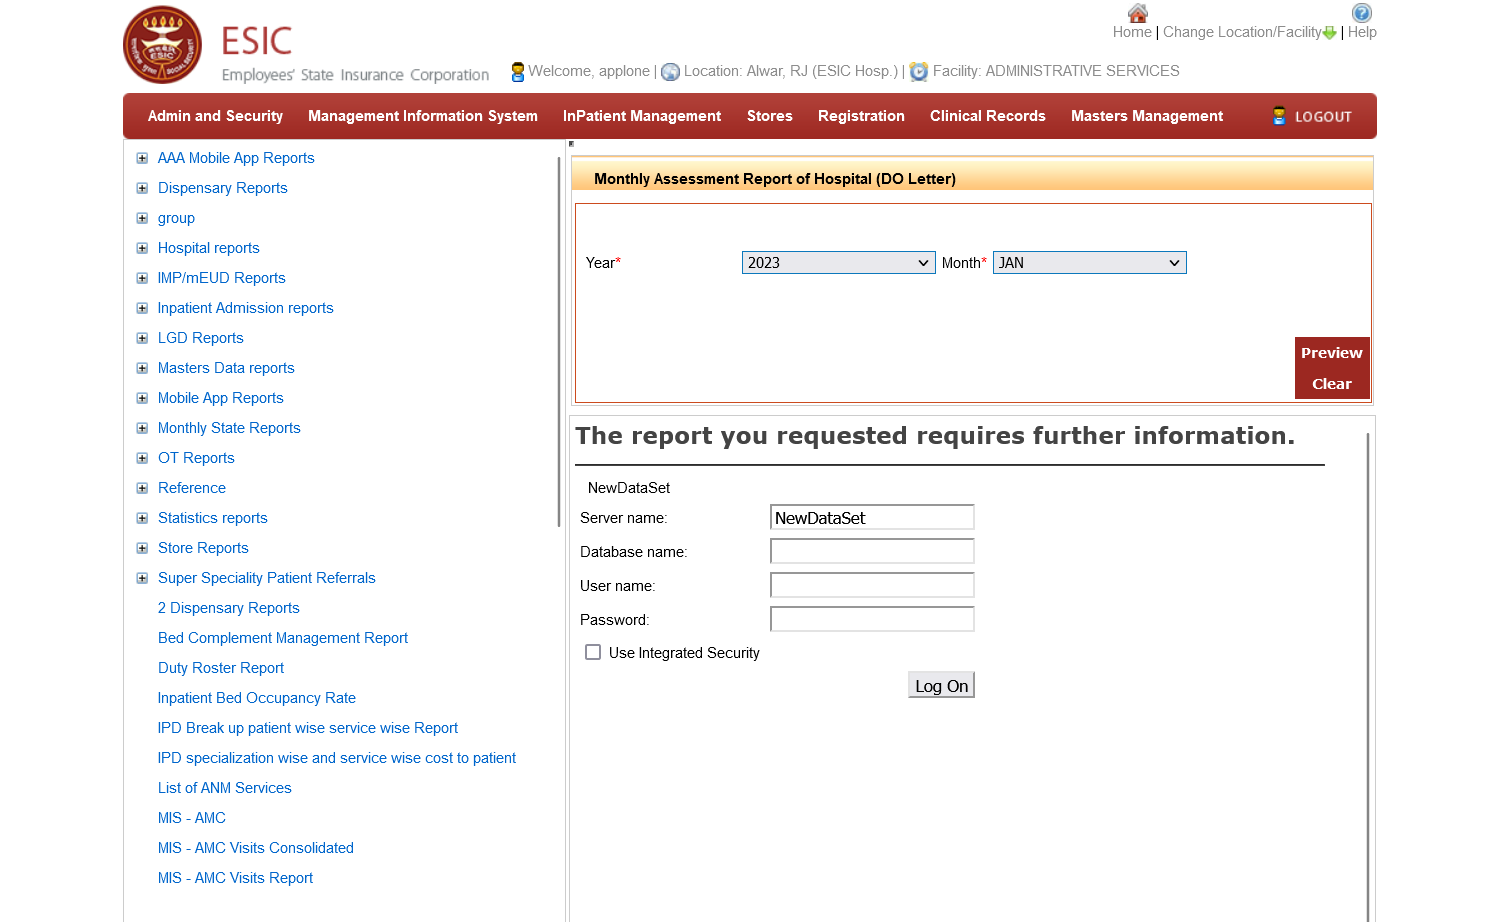 Home | Change Location/Facility | Help
ESIC
Employees' State Insurance Corporation
Welcome, applone | Location: Alwar, RJ (ESIC Hosp.) | Facility: ADMINISTRATIVE SERVICES
Admin and Security Management Information System InPatient Management Stores Registration Clinical Records Masters Management LOGOUT
AAA Mobile App Reports
Dispensary Reports
group
Hospital reports
IMP/mEUD Reports
Inpatient Admission reports
LGD Reports
Masters Data reports
Mobile App Reports
Monthly State Reports
OT Reports
Reference
Statistics reports
Store Reports
Super Speciality Patient Referrals
2 Dispensary Reports
Bed Complement Management Report
Duty Roster Report
Inpatient Bed Occupancy Rate
IPD Break up patient wise service wise Report
IPD specialization wise and service wise cost to patient
List of ANM Services
MIS - AMC
MIS - AMC Visits Consolidated
MIS - AMC Visits Report
Monthly Assessment Report of Hospital (DO Letter)
Year* 2023 Month* JAN
Preview
Clear
The report you requested requires further information.
NewDataSet
Server name: NewDataSet
Database name:
User name:
Password:
Use Integrated Security
Log On